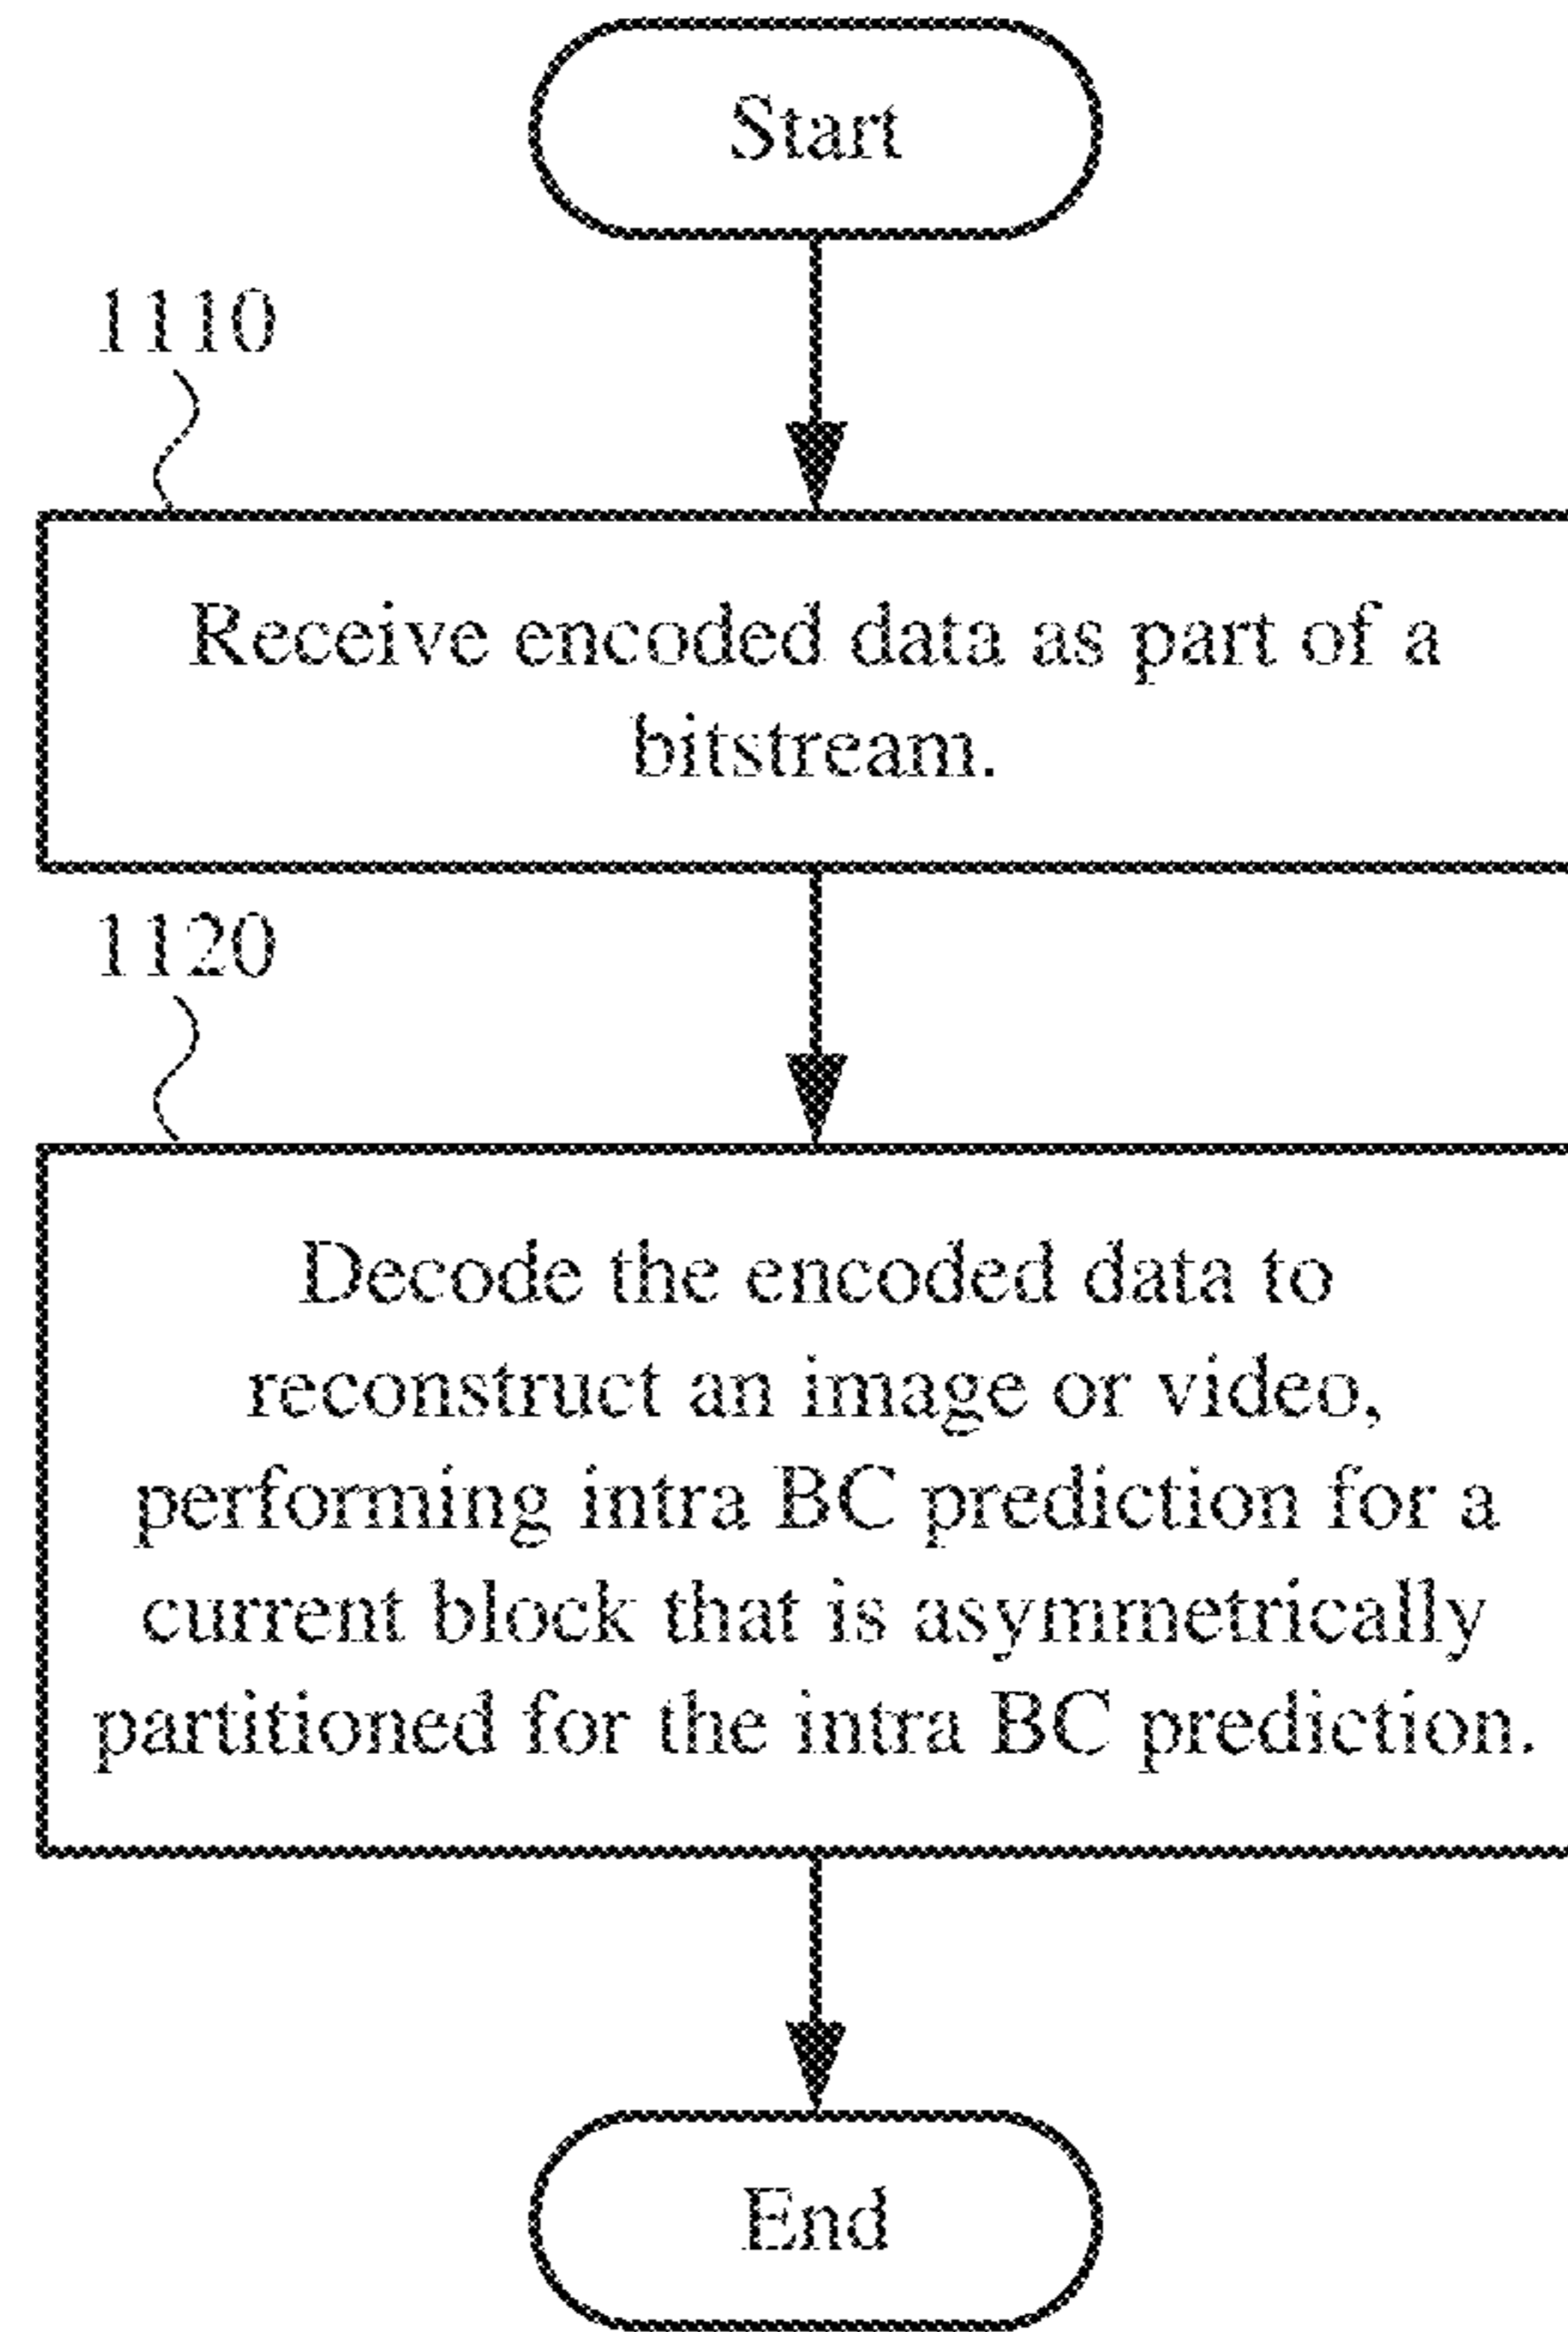 Start
1110
Receive encoded data as part of a
bitstream.
1120
Decode the encoded data to
reconstruct an image or video,
performing intra BC prediction for a
current block that is asymmetrically
partitioned for the intra BC prediction.
End